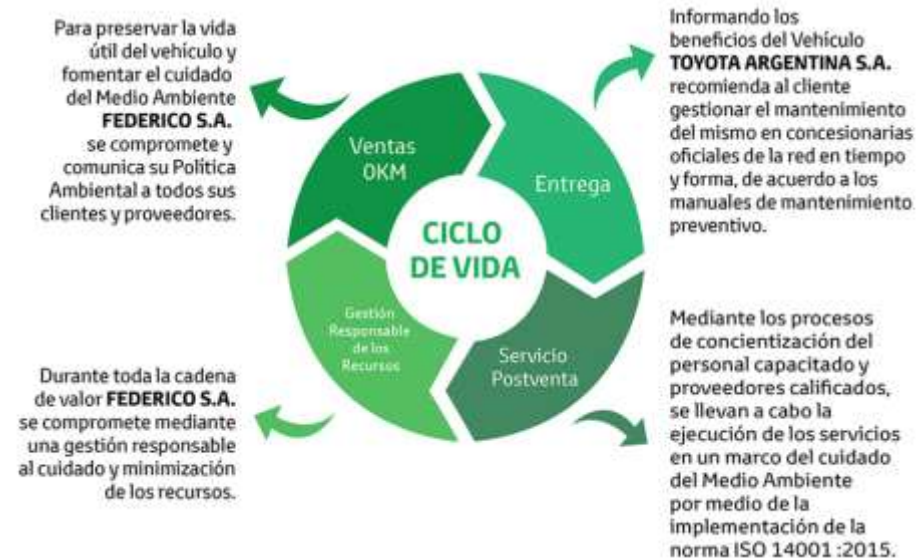 Para preservar la vida
útil del vehículo y
fomentar el cuidado
del Medio Ambiente
FEDERICO S.A.
se compromete y
comunica su Política
Ambiental a todos sus
clientes y proveedores.
Informando los
beneficios del Vehículo
TOYOTA ARGENTINA S.A.
recomienda al cliente
gestionar el mantenimiento
del mismo en concesionarias
oficiales de la red en tiempo
y forma, de acuerdo a los
manuales de mantenimiento
preventivo.
Ventas
0KM
Entrega
CICLO
DE VIDA
Gestión
Responsable
de los
Recursos
Servicio
Postventa
Durante toda la cadena
de valor FEDERICO S.A.
se compromete mediante
una gestión responsable
al cuidado y minimización
de los recursos.
Mediante los procesos
de concientización del
personal capacitado y
proveedores calificados,
se llevan a cabo la
ejecución de los servicios
en un marco del cuidado
del Medio Ambiente
por medio de la
implementación de la
norma ISO 14001 :2015.